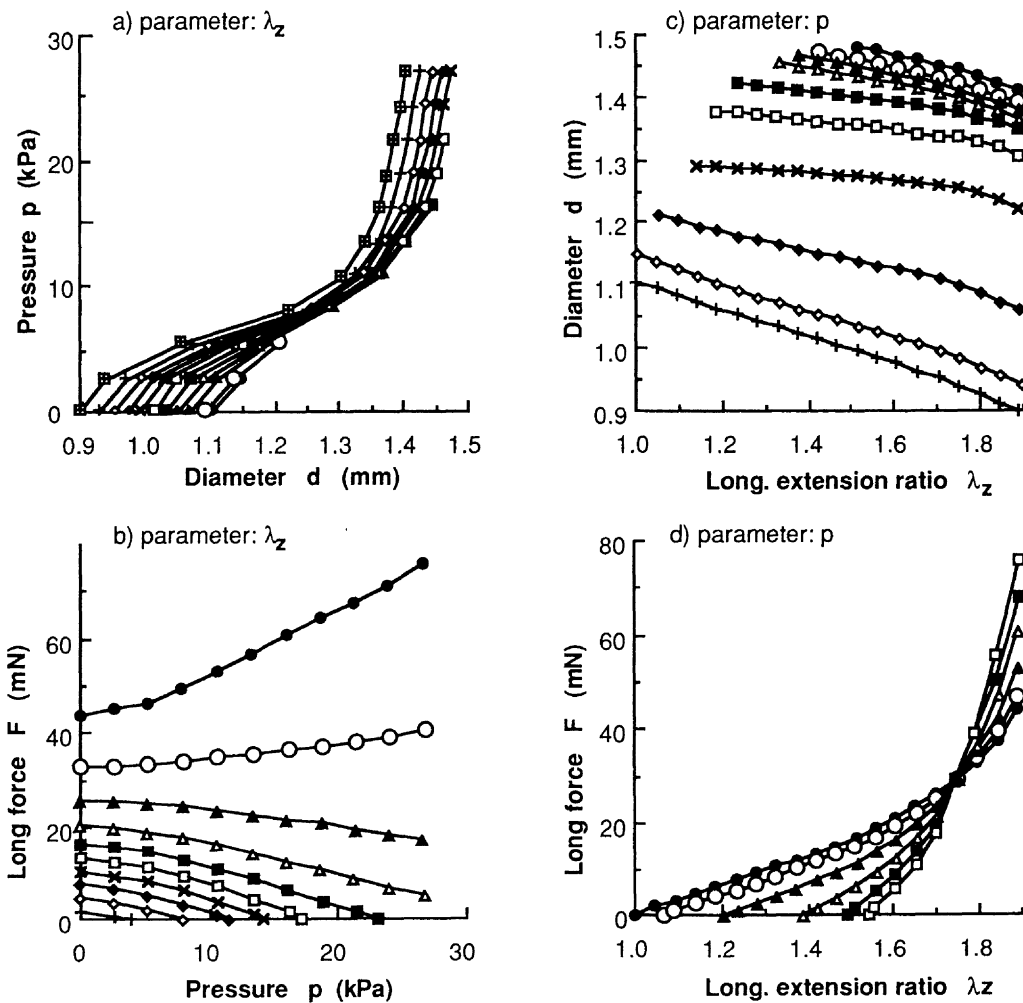 a) parameter: λz
30
20
10
0
Pressure p (kPa)
0.9 1.0 1.1 1.2 1.3 1.4 1.5
Diameter d (mm)
c) parameter: p
1.5
1.4
1.3
1.2
1.1
1.0
0.9
Diameter d (mm)
1.0 1.2 1.4 1.6 1.8
Long. extension ratio λz
b) parameter: λz
60
40
20
0
Long force F (mN)
0 10 20 30
Pressure p (kPa)
d) parameter: p
80
60
40
20
0
Long force F (mN)
1.0 1.2 1.4 1.6 1.8
Long. extension ratio λz